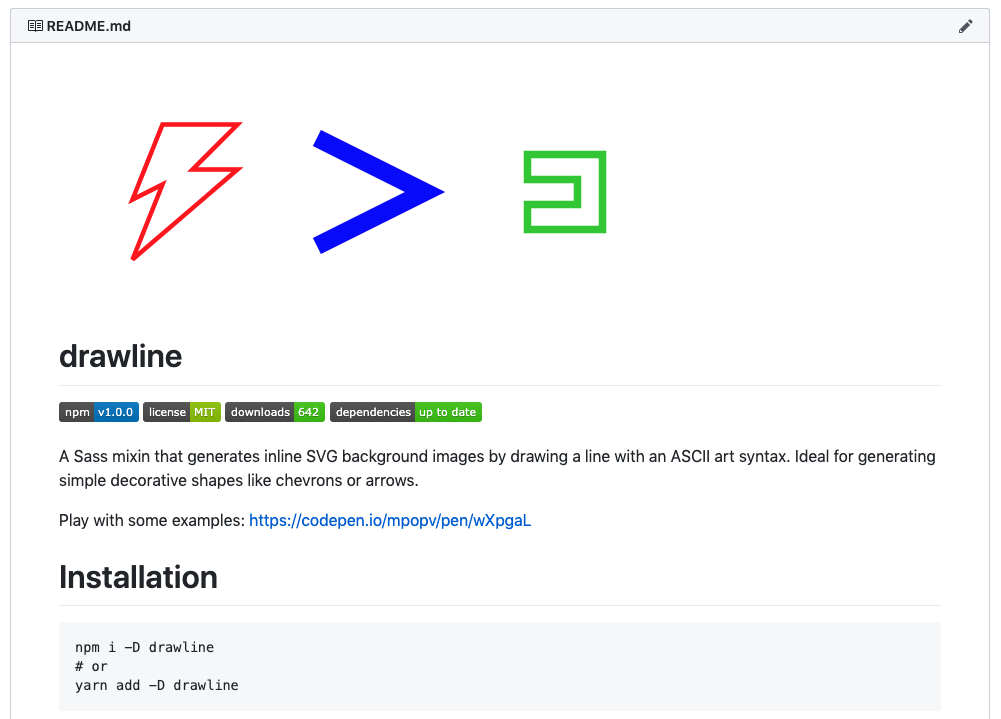 README.md
drawline
npm v1.0.0 license MIT downloads 642 dependencies up to date
A Sass mixin that generates inline SVG background images by drawing a line with an ASCII art syntax. Ideal for generating
simple decorative shapes like chevrons or arrows.
Play with some examples: https://codepen.io/mpopv/pen/wXpgaL
Installation
npm i -D drawline
# or
yarn add -D drawline